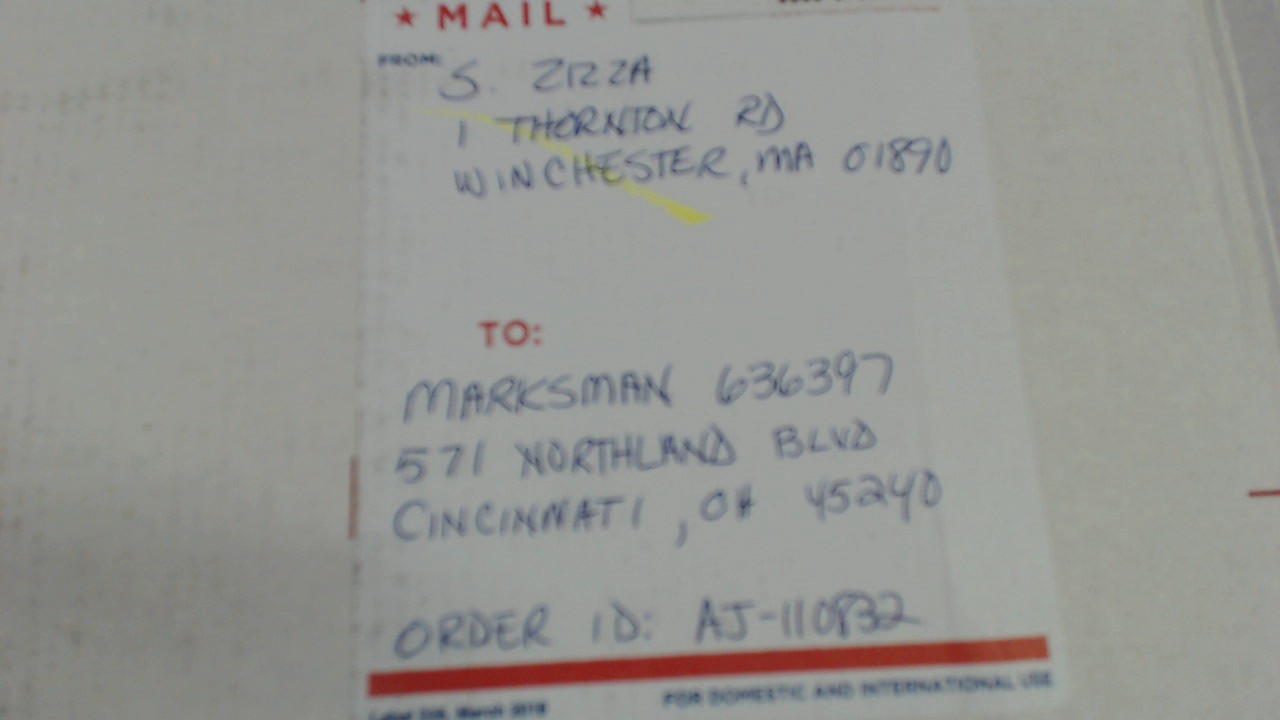 ★ MAIL ★
FROM:
S. ZIZZA
1 THORNTON RD
WINCHESTER, MA 01890
TO:
MARKSMAN 636397
571 NORTHLAND BLVD
CINCINNATI, OH 45240
ORDER ID: AJ-110832
FOR DOMESTIC AND INTERNATIONAL USE
March